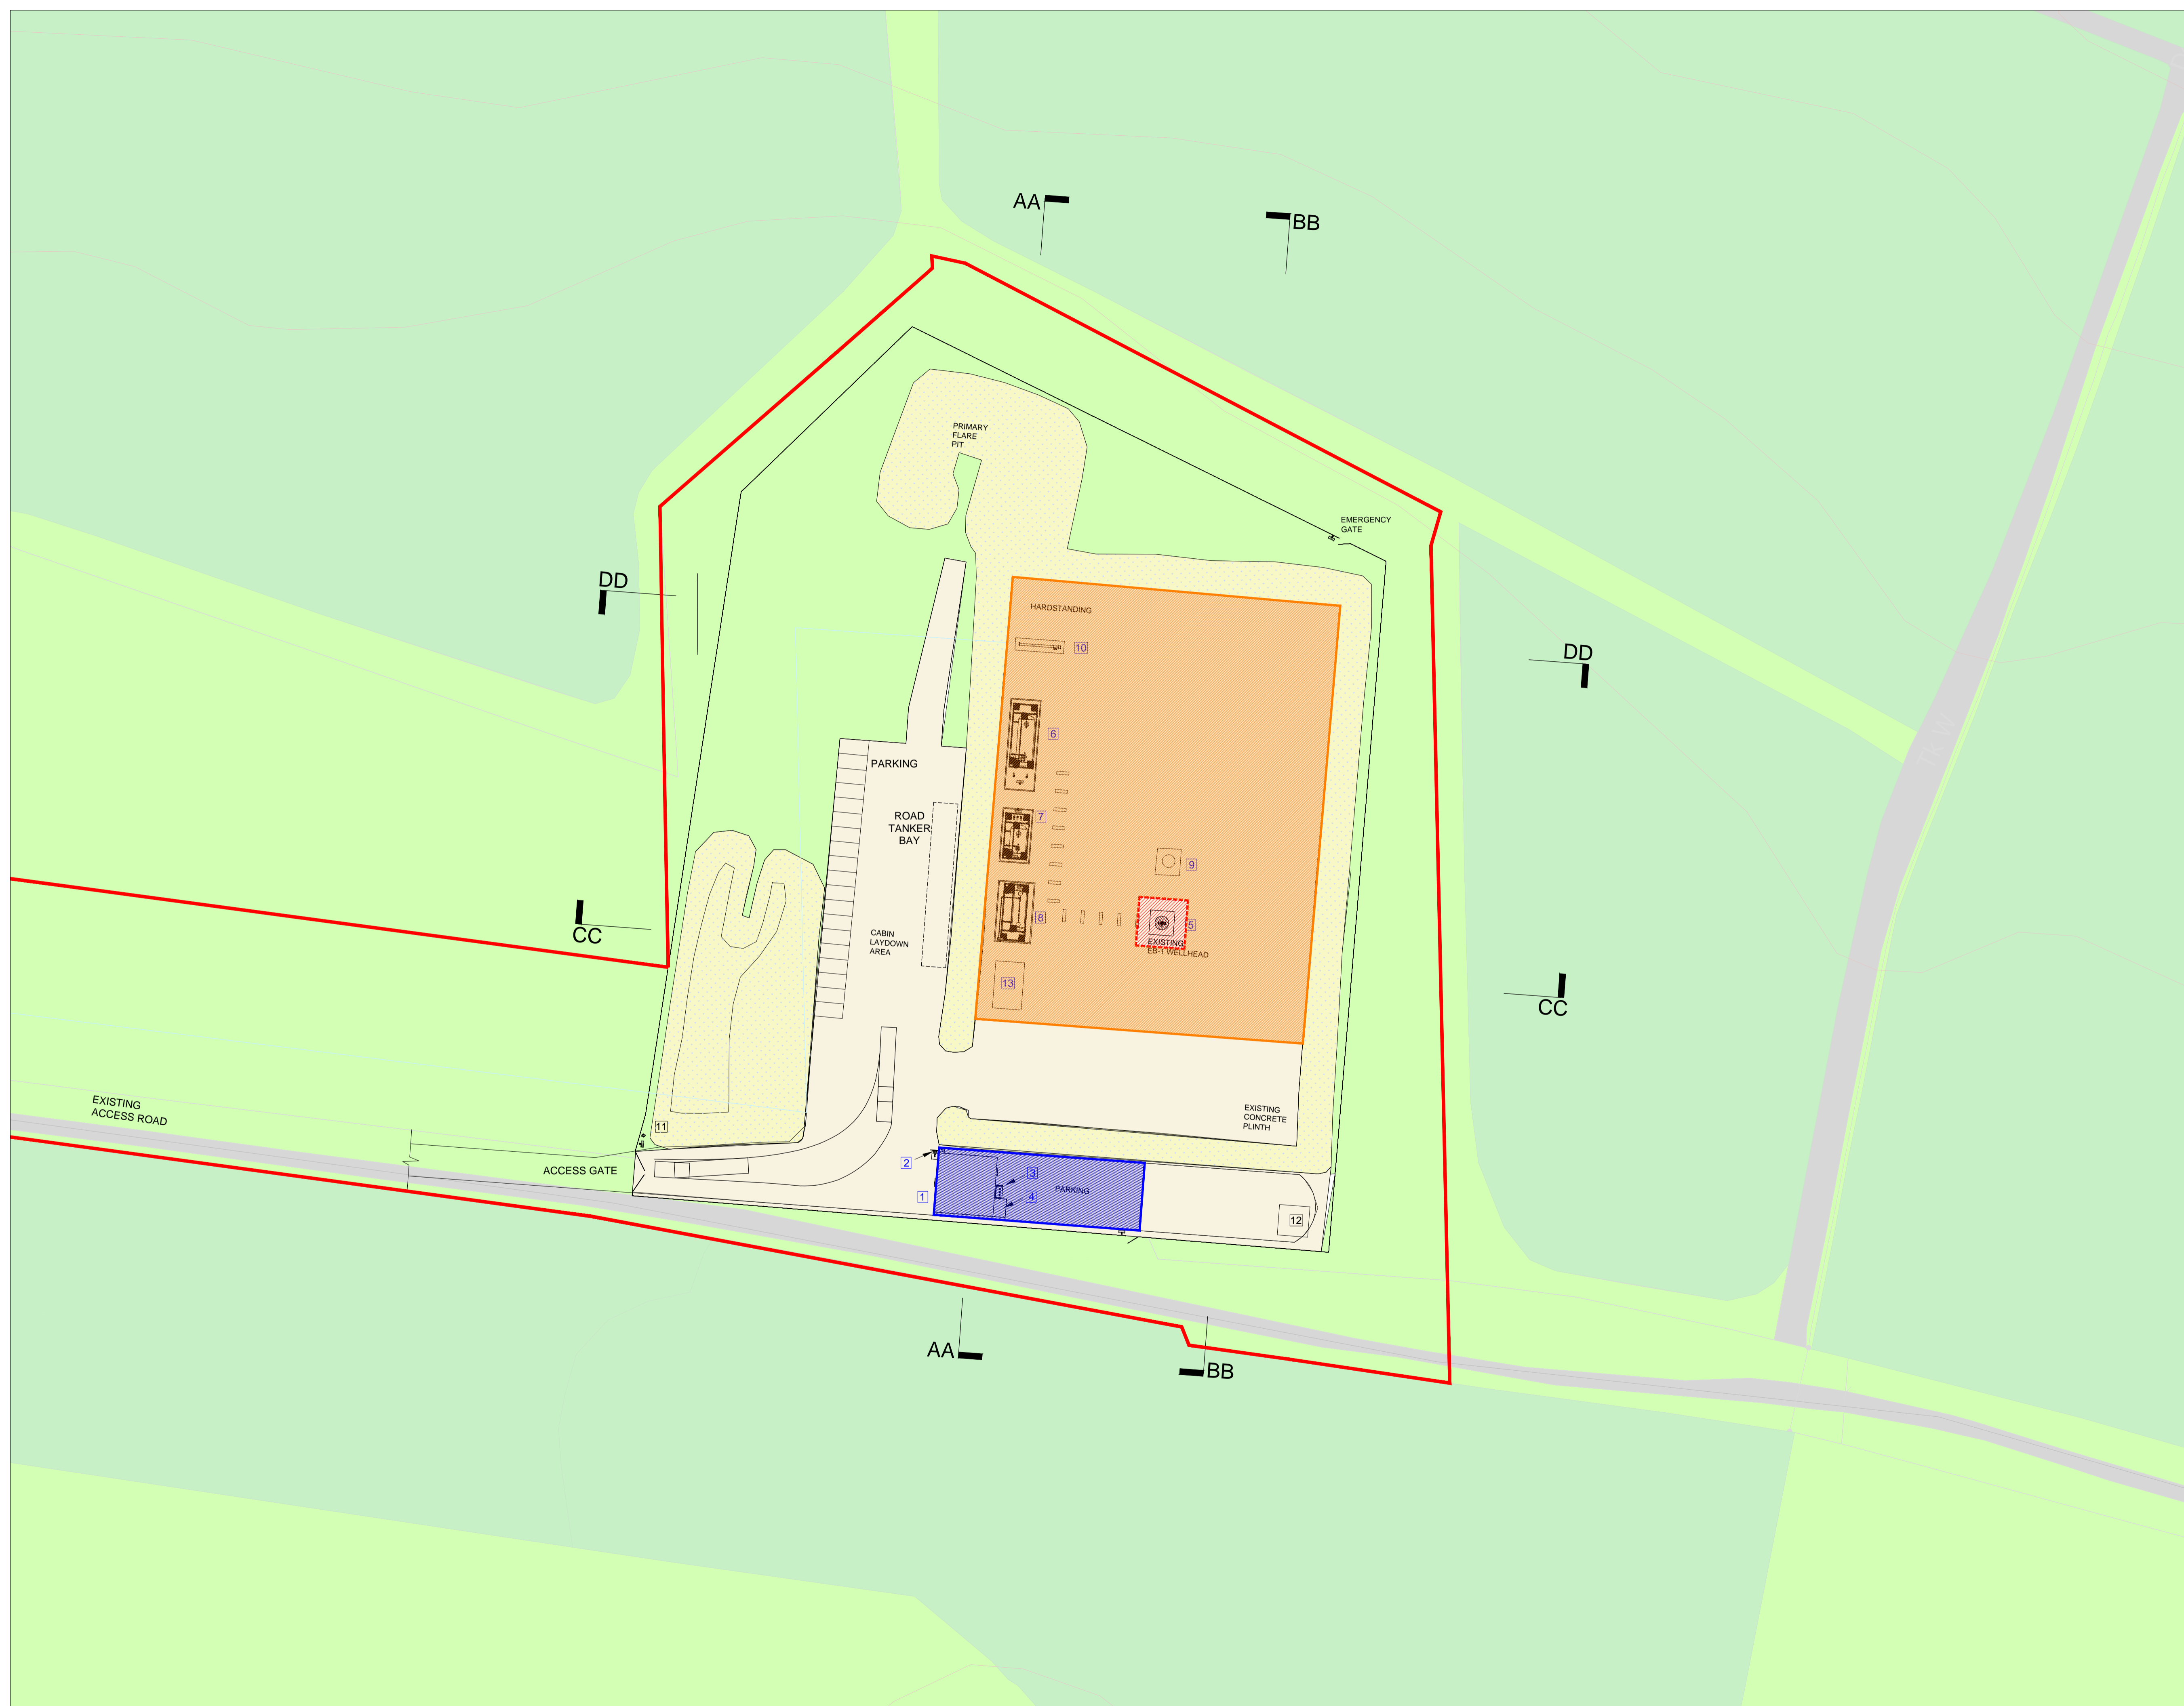 AA
BB
PRIMARY
FLARE
PIT
EMERGENCY
GATE
DD
HARDSTANDING
10
DD
6
PARKING
Tk W
ROAD
TANKER
BAY
7
9
CC
CABIN
LAYDOWN
AREA
8
5
EXISTING
EB-1 WELLHEAD
13
CC
EXISTING
ACCESS ROAD
11
EXISTING
CONCRETE
PLINTH
ACCESS GATE
2
3
1
4
PARKING
12
AA
BB